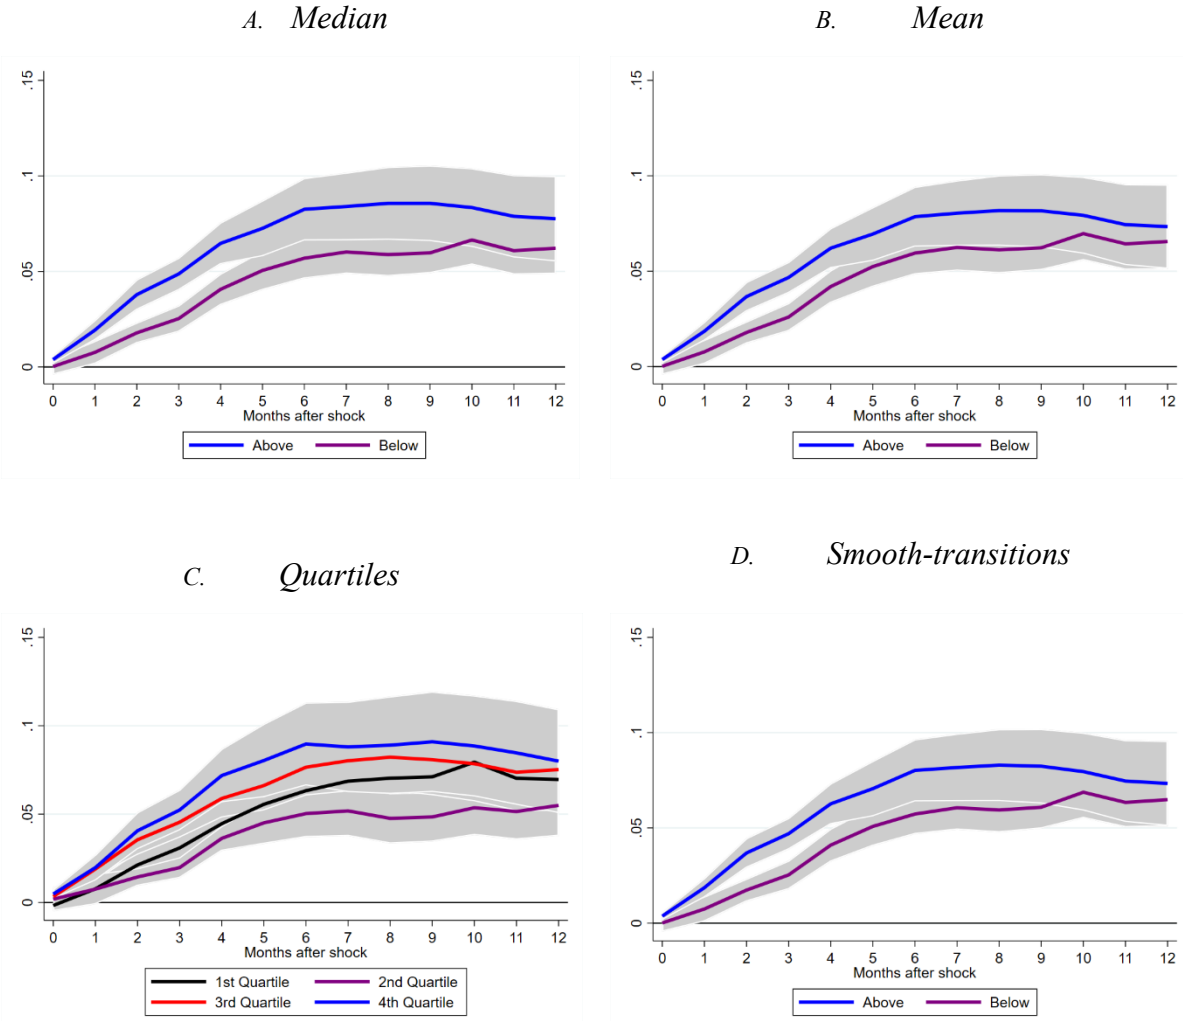 A. Median
B. Mean
.15
.1
.05
0
0 1 2 3 4 5 6 7 8 9 10 11 12
Months after shock
Above Below
.15
.1
.05
0
0 1 2 3 4 5 6 7 8 9 10 11 12
Months after shock
Above Below
C. Quartiles
D. Smooth-transitions
.15
.1
.05
0
0 1 2 3 4 5 6 7 8 9 10 11 12
Months after shock
1st Quartile 2nd Quartile
3rd Quartile 4th Quartile
.15
.1
.05
0
0 1 2 3 4 5 6 7 8 9 10 11 12
Months after shock
Above Below